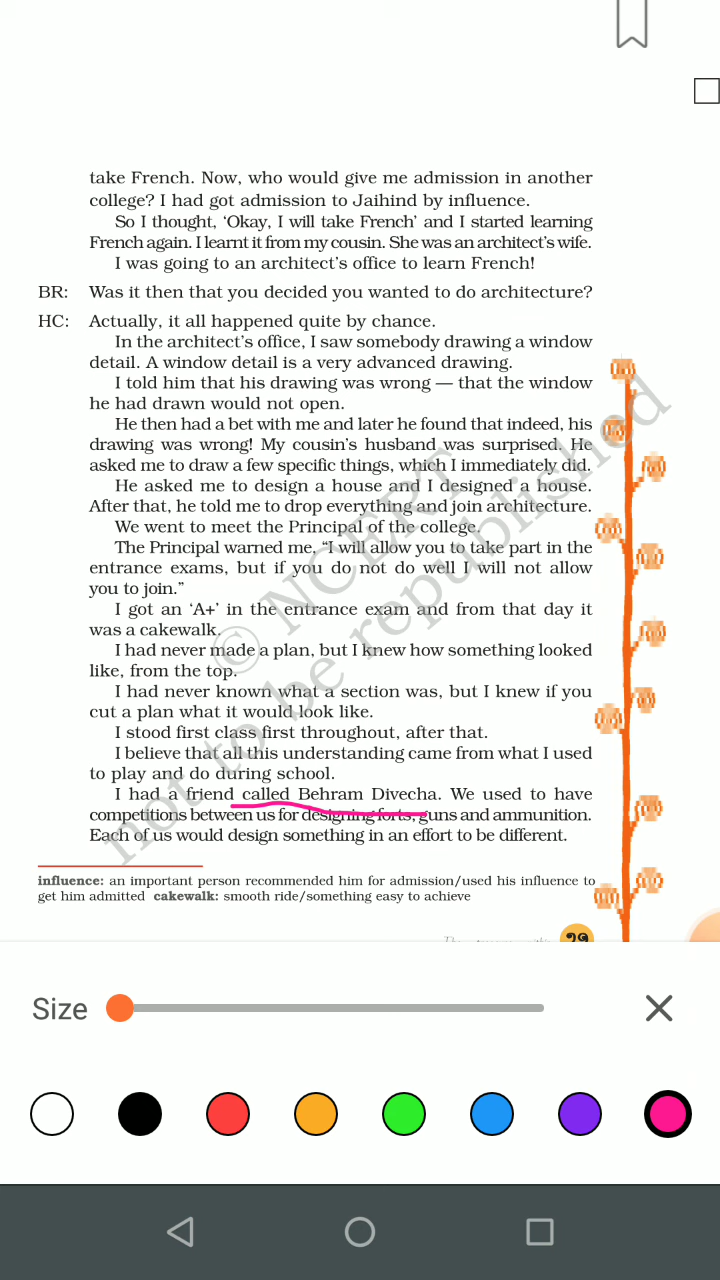 take French. Now, who would give me admission in another
college? I had got admission to Jaihind by influence.
So I thought, ‘Okay, I will take French’ and I started learning
French again. I learnt it from my cousin. She was an architect’s wife.
I was going to an architect’s office to learn French!
BR: Was it then that you decided you wanted to do architecture?
HC: Actually, it all happened quite by chance.
In the architect’s office, I saw somebody drawing a window
detail. A window detail is a very advanced drawing.
I told him that his drawing was wrong — that the window
he had drawn would not open.
He then had a bet with me and later he found that indeed, his
drawing was wrong! My cousin’s husband was surprised. He
asked me to draw a few specific things, which I immediately did.
He asked me to design a house and I designed a house.
After that, he told me to drop everything and join architecture.
We went to meet the Principal of the college.
The Principal warned me, “I will allow you to take part in the
entrance exams, but if you do not do well I will not allow
you to join.”
I got an ‘A+’ in the entrance exam and from that day it
was a cakewalk.
I had never made a plan, but I knew how something looked
like, from the top.
I had never known what a section was, but I knew if you
cut a plan what it would look like.
I stood first class first throughout, after that.
I believe that all this understanding came from what I used
to play and do during school.
I had a friend called Behram Divecha. We used to have
competitions between us for designing forts, guns and ammunition.
Each of us would design something in an effort to be different.
influence: an important person recommended him for admission/used his influence to
get him admitted cakewalk: smooth ride/something easy to achieve
29
© NCERT
not to be republished
Size